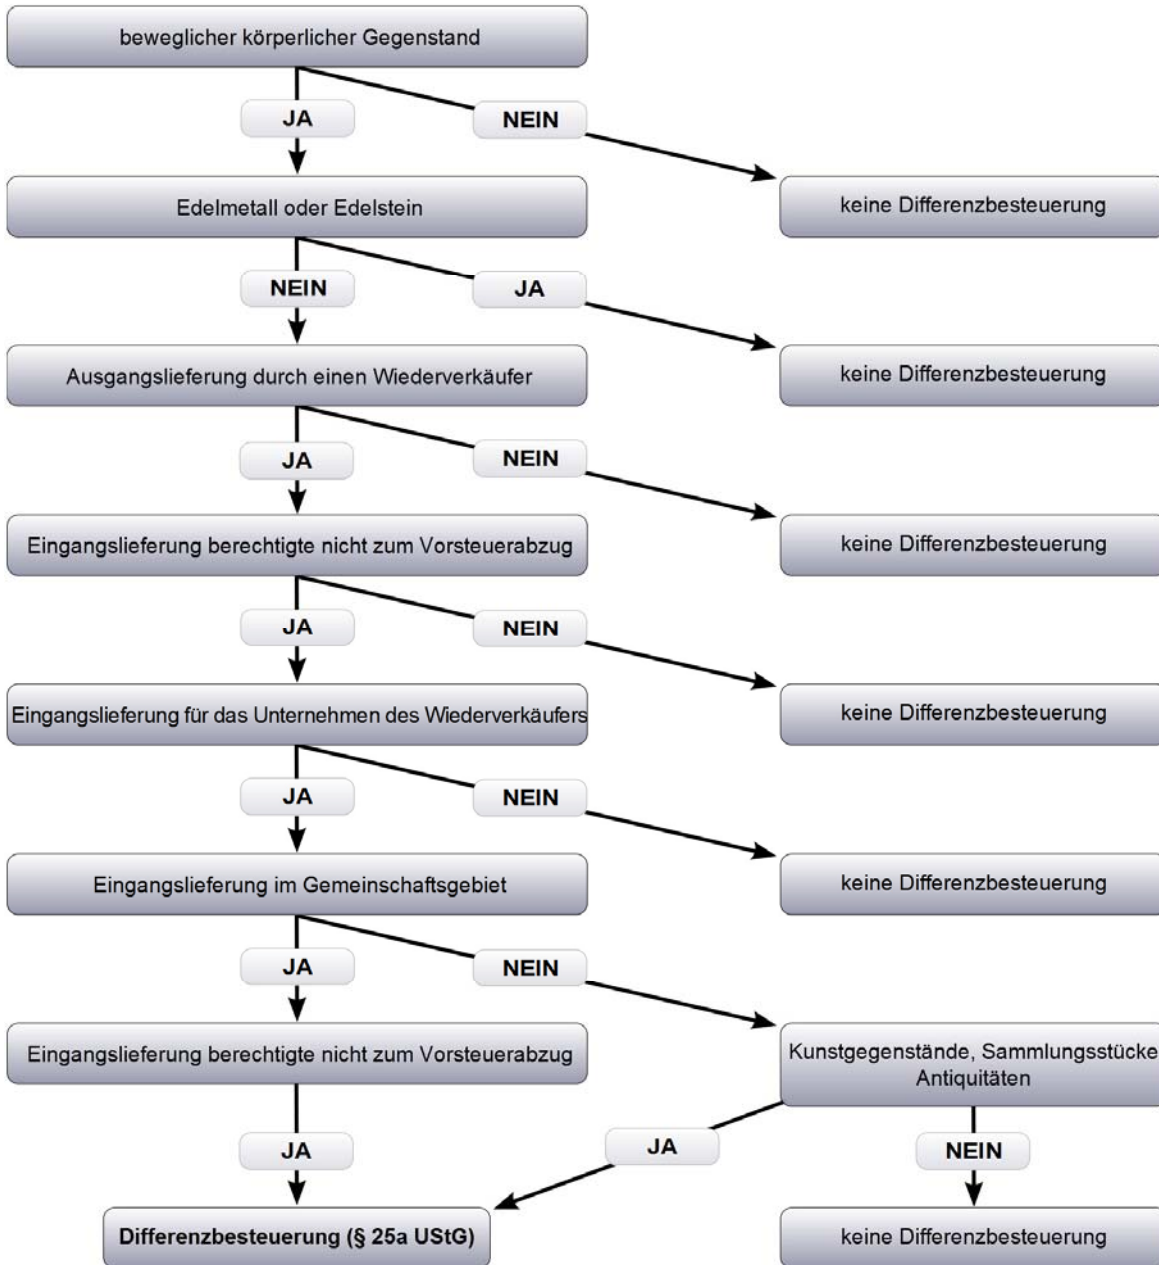 beweglicher körperlicher Gegenstand
JA
NEIN
Edelmetall oder Edelstein
keine Differenzbesteuerung
NEIN
JA
Ausgangslieferung durch einen Wiederverkäufer
keine Differenzbesteuerung
JA
NEIN
Eingangslieferung berechtigte nicht zum Vorsteuerabzug
keine Differenzbesteuerung
JA
NEIN
Eingangslieferung für das Unternehmen des Wiederverkäufers
keine Differenzbesteuerung
JA
NEIN
Eingangslieferung im Gemeinschaftsgebiet
keine Differenzbesteuerung
JA
NEIN
Eingangslieferung berechtigte nicht zum Vorsteuerabzug
Kunstgegenstände, Sammlungsstücke
Antiquitäten
JA
JA
NEIN
Differenzbesteuerung (§ 25a UStG)
keine Differenzbesteuerung